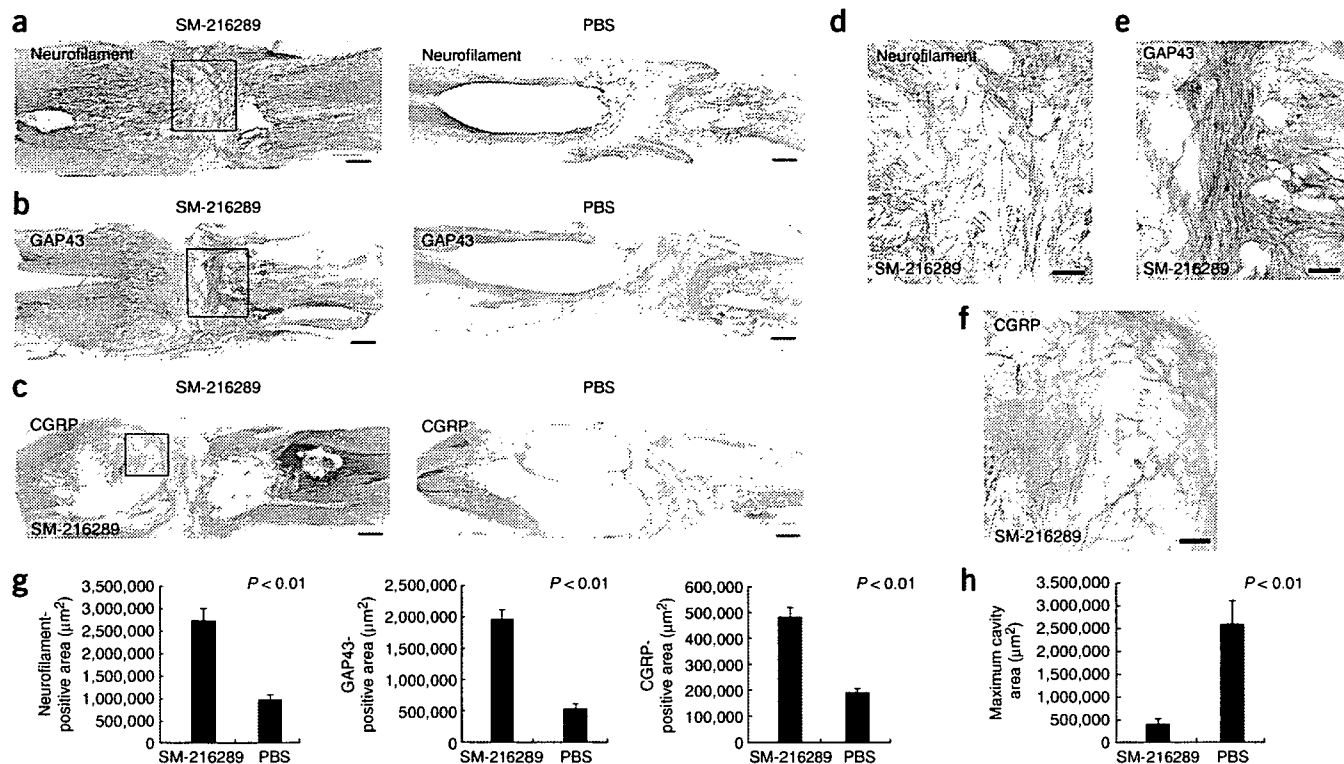 a
SM-216289
PBS
Neurofilament
b
SM-216289
PBS
GAP43
GAP43
c
SM-216289
PBS
CGRP
CGRP
SM-216289
d
Neurofilament
SM-216289
e
GAP43
SM-216289
f
CGRP
SM-216289
g
P < 0.01
Neurofilament-
positive area (μm²)
3,500,000
3,000,000
2,500,000
2,000,000
1,500,000
1,000,000
500,000
0
SM-216289 PBS
P < 0.01
GAP43-
positive area (μm²)
2,500,000
2,000,000
1,500,000
1,000,000
500,000
0
SM-216289 PBS
P < 0.01
CGRP-
positive area (μm²)
600,000
500,000
400,000
300,000
200,000
100,000
0
SM-216289 PBS
h
P < 0.01
Maximum cavity
area (μm²)
3,500,000
3,000,000
2,500,000
2,000,000
1,500,000
1,000,000
500,000
0
SM-216289 PBS